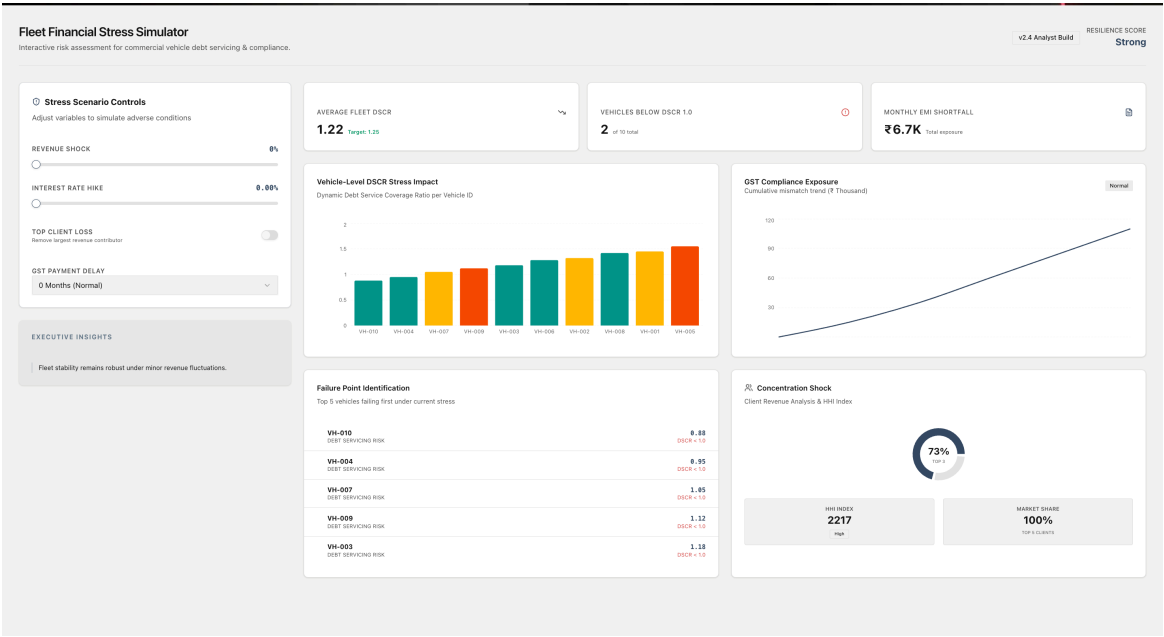 Fleet Financial Stress Simulator
Interactive risk assessment for commercial vehicle debt servicing & compliance.
v2.4 Analyst Build
RESILIENCE SCORE
Strong
Stress Scenario Controls
Adjust variables to simulate adverse conditions
REVENUE SHOCK 0%
INTEREST RATE HIKE 0.00%
TOP CLIENT LOSS
Remove largest revenue contributor
GST PAYMENT DELAY
0 Months (Normal)
EXECUTIVE INSIGHTS
Fleet stability remains robust under minor revenue fluctuations.
AVERAGE FLEET DSCR
1.22 Target: 1.25
VEHICLES BELOW DSCR 1.0
2 of 10 total
MONTHLY EMI SHORTFALL
₹6.7K Total exposure
Vehicle-Level DSCR Stress Impact
Dynamic Debt Service Coverage Ratio per Vehicle ID
2
1.5
1
0.5
0
VH-010 VH-004 VH-007 VH-009 VH-003 VH-006 VH-002 VH-008 VH-001 VH-005
GST Compliance Exposure
Cumulative mismatch trend (₹ Thousand)
Normal
120
90
60
30
Failure Point Identification
Top 5 vehicles failing first under current stress
VH-010 0.88
DEBT SERVICING RISK DSCR < 1.0
VH-004 0.95
DEBT SERVICING RISK DSCR < 1.0
VH-007 1.05
DEBT SERVICING RISK DSCR < 1.0
VH-009 1.12
DEBT SERVICING RISK DSCR < 1.0
VH-003 1.18
DEBT SERVICING RISK DSCR < 1.0
Concentration Shock
Client Revenue Analysis & HHI Index
73%
TOP 3
HHI INDEX
2217
High
MARKET SHARE
100%
TOP 5 CLIENTS